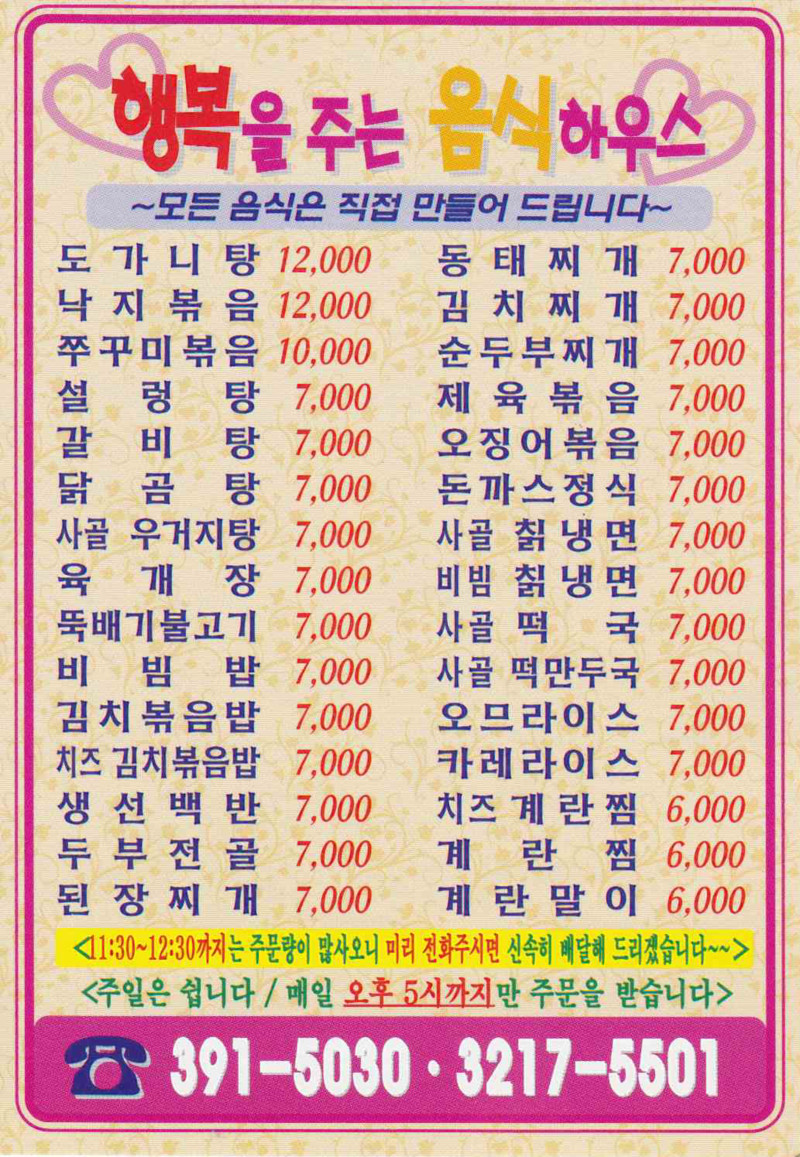 행복을 주는 음식하우스
~모든 음식은 직접 만들어 드립니다~
도가니탕 12,000
낙지볶음 12,000
쭈꾸미볶음 10,000
설렁탕 7,000
갈비탕 7,000
닭곰탕 7,000
사골 우거지탕 7,000
육개장 7,000
뚝배기불고기 7,000
비빔밥 7,000
김치볶음밥 7,000
치즈 김치볶음밥 7,000
생선백반 7,000
두부전골 7,000
된장찌개 7,000
동태찌개 7,000
김치찌개 7,000
순두부찌개 7,000
제육볶음 7,000
오징어볶음 7,000
돈까스정식 7,000
사골 칡냉면 7,000
비빔 칡냉면 7,000
사골 떡국 7,000
사골 떡만두국 7,000
오므라이스 7,000
카레라이스 7,000
치즈계란찜 6,000
계란찜 6,000
계란말이 6,000
<11:30~12:30까지는 주문량이 많사오니 미리 전화주시면 신속히 배달해 드리겠습니다~~>
<주일은 쉽니다 / 매일 오후 5시까지만 주문을 받습니다>
391-5030 · 3217-5501